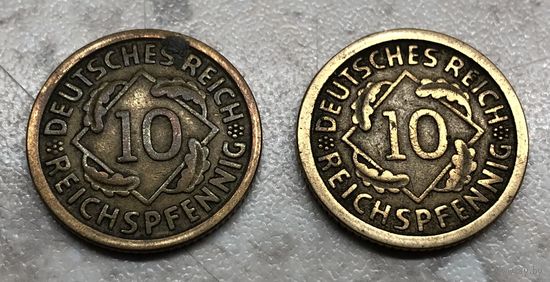 DEUTSCHES REICH
10
REICHSPFENNIG
DEUTSCHES REICH
10
REICHSPFENNIG